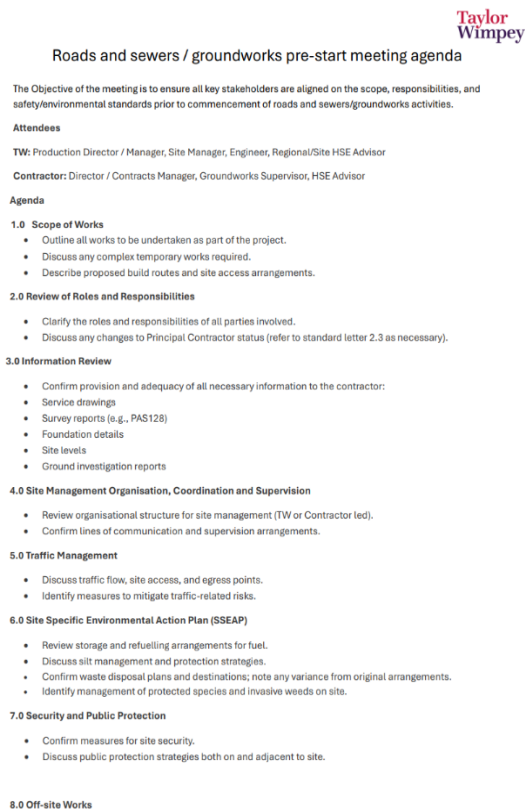 Taylor
Wimpey
Roads and sewers / groundworks pre-start meeting agenda
The Objective of the meeting is to ensure all key stakeholders are aligned on the scope, responsibilities, and
safety/environmental standards prior to commencement of roads and sewers/groundworks activities.
Attendees
TW: Production Director / Manager, Site Manager, Engineer, Regional/Site HSE Advisor
Contractor: Director / Contracts Manager, Groundworks Supervisor, HSE Advisor
Agenda
1.0 Scope of Works
• Outline all works to be undertaken as part of the project.
• Discuss any complex temporary works required.
• Describe proposed build routes and site access arrangements.
2.0 Review of Roles and Responsibilities
• Clarify the roles and responsibilities of all parties involved.
• Discuss any changes to Principal Contractor status (refer to standard letter 2.3 as necessary).
3.0 Information Review
• Confirm provision and adequacy of all necessary information to the contractor:
• Service drawings
• Survey reports (e.g., PAS128)
• Foundation details
• Site levels
• Ground investigation reports
4.0 Site Management Organisation, Coordination and Supervision
• Review organisational structure for site management (TW or Contractor led).
• Confirm lines of communication and supervision arrangements.
5.0 Traffic Management
• Discuss traffic flow, site access, and egress points.
• Identify measures to mitigate traffic-related risks.
6.0 Site Specific Environmental Action Plan (SSEAP)
• Review storage and refuelling arrangements for fuel.
• Discuss silt management and protection strategies.
• Confirm waste disposal plans and destinations; note any variance from original arrangements.
• Identify management of protected species and invasive weeds on site.
7.0 Security and Public Protection
• Confirm measures for site security.
• Discuss public protection strategies both on and adjacent to site.
8.0 Off-site Works